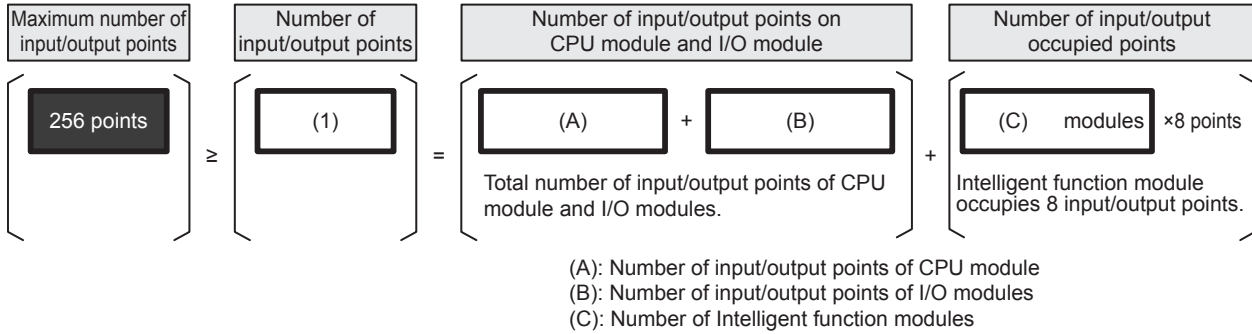 Maximum number of
input/output points
Number of
input/output points
Number of input/output points on
CPU module and I/O module
Number of input/output
occupied points
256 points
≥
(1)
=
(A)
+
(B)
+
(C) modules ×8 points
Total number of input/output points of CPU
module and I/O modules.
Intelligent function module
occupies 8 input/output points.
(A): Number of input/output points of CPU module
(B): Number of input/output points of I/O modules
(C): Number of Intelligent function modules